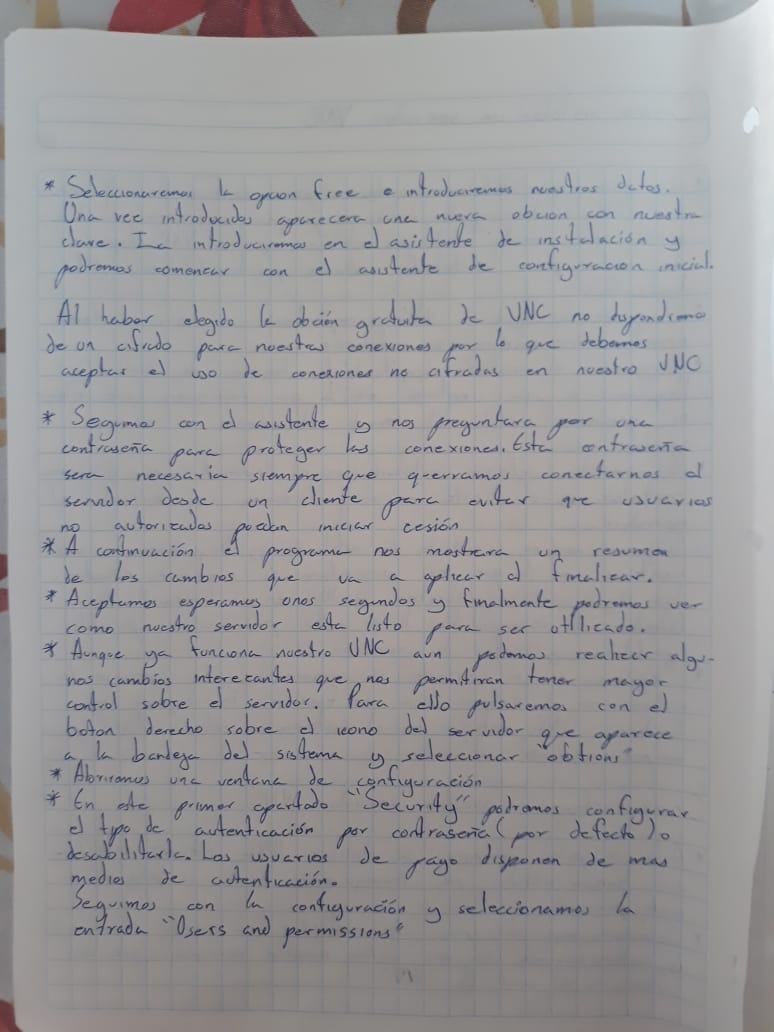 * Seleccionaremos la opcion free e introduciremos nuestros datos.
Una vez introducidos aparecera una nueva obcion con nuestra
clave. La introduciremos en el asistente de instalación y
podremos comenzar con el asistente de configuracion inicial.
Al haber elegido la obción gratuita de VNC no dispondremos
de un cifrado para nuestras conexiones por lo que debemos
aceptar el uso de conexiones no cifradas en nuestro VNC
* Seguimos con el asistente y nos preguntara por una
contraseña para proteger las conexiones. Esta contraseña
sera necesaria siempre que querramos conectarnos al
servidor desde un cliente para evitar que usuarios
no autorizados puedan iniciar cesión
* A continuación el programa nos mostrara un resumen
de los cambios que va a aplicar al finalizar.
* Aceptamos esperamos unos segundos y finalmente podremos ver
como nuestro servidor esta listo para ser utilicado.
* Aunque ya funciona nuestro VNC aun podemos realizar algu-
nos cambios interecantes que nos permitiran tener mayor
control sobre el servidor. Para ello pulsaremos con el
boton derecho sobre el icono del servidor que aparece
a la bandeja del sistema y seleccionar "obtions"
* Abriramos una ventana de configuración
* En este primer apartado "Security" podremos configurar
el tipo de autenticación por contraseña (por defecto) o
desabilitarla. Los usuarios de pago disponen de mas
medios de autenticación.
Seguimos con la configuración y seleccionamos la
entrada "Users and permissions"